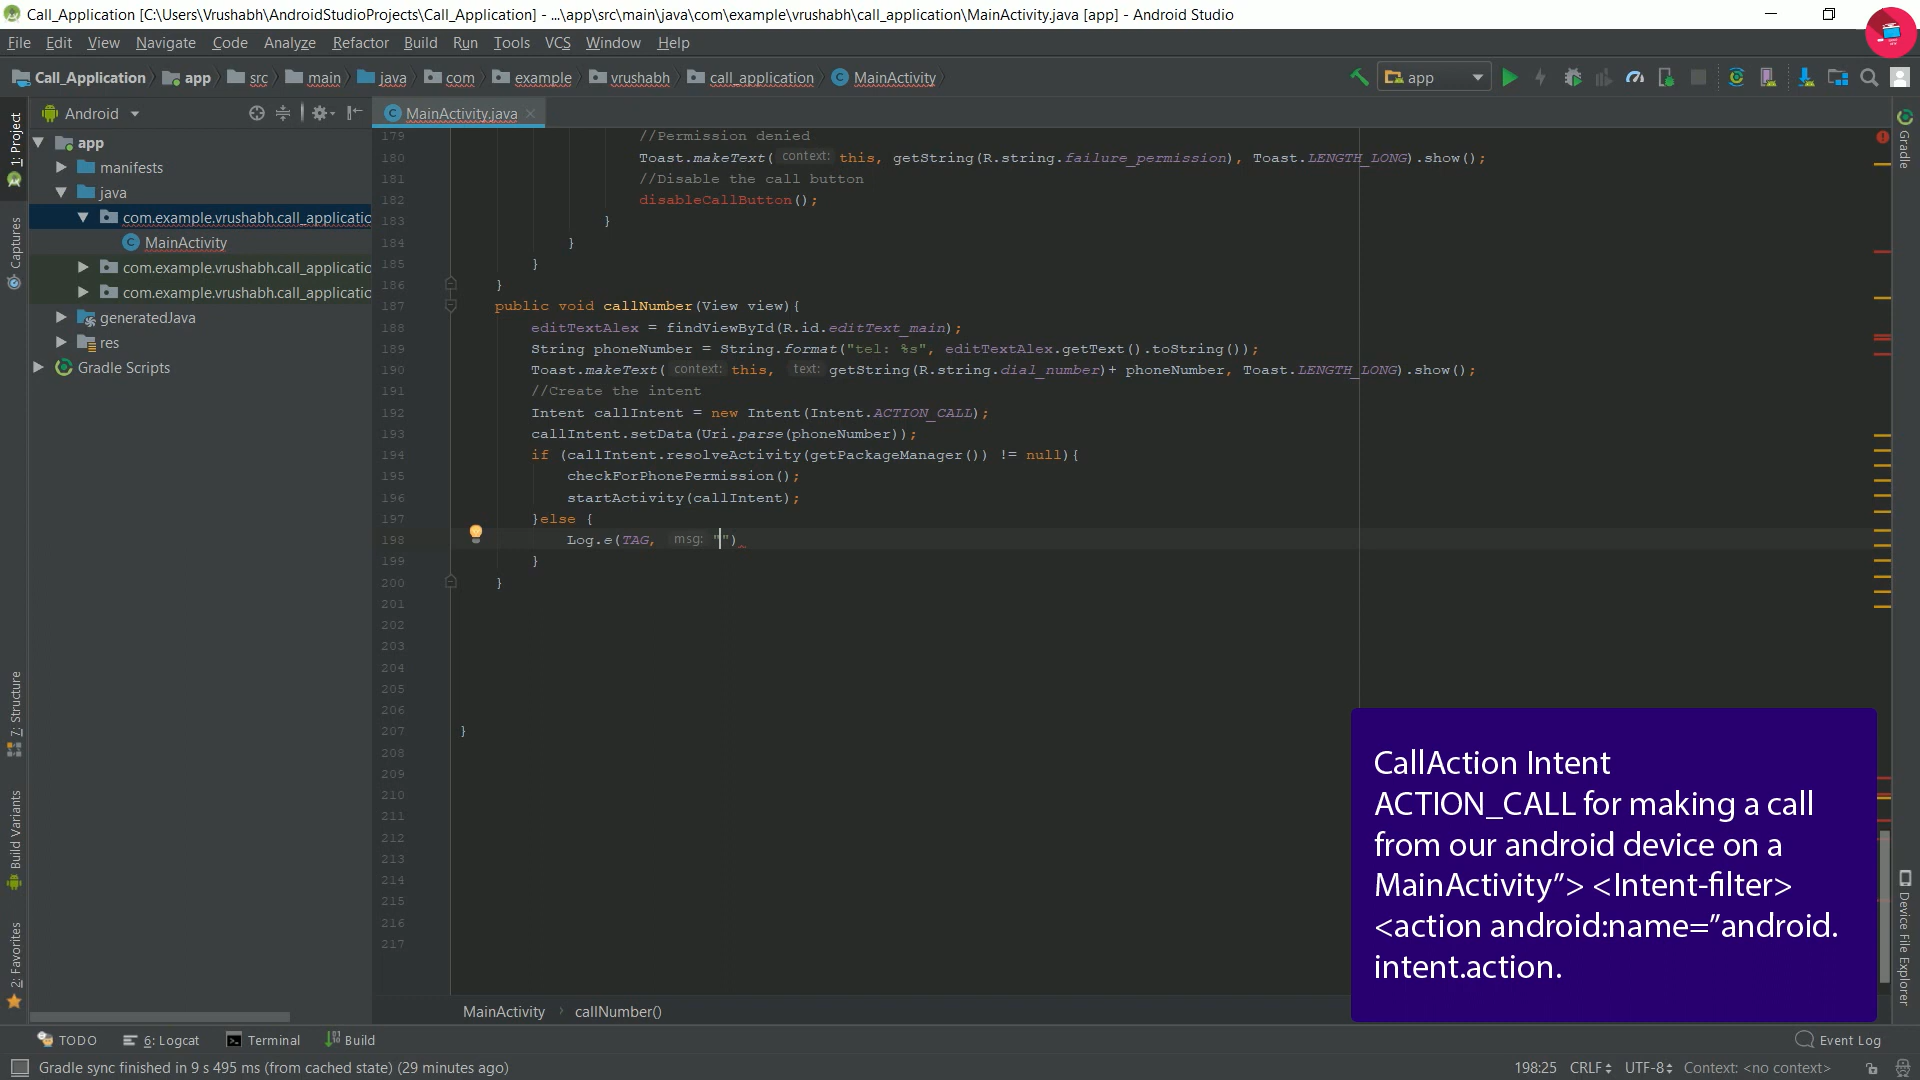 Call_Application [C:\Users\Vrushabh\AndroidStudioProjects\Call_Application] - ...\app\src\main\java\com\example\vrushabh\call_application\MainActivity.java [app] - Android Studio
File Edit View Navigate Code Analyze Refactor Build Run Tools VCS Window Help
Call_Application app src main java com example vrushabh call_application MainActivity app
Android MainActivity.java
1: Project
Captures
7: Structure
Build Variants
2: Favorites
app
manifests
java
com.example.vrushabh.call_applicatic
MainActivity
com.example.vrushabh.call_applicatio
com.example.vrushabh.call_applicatio
generatedJava
res
Gradle Scripts
179 //Permission denied
180 Toast.makeText( context: this, getString(R.string.failure_permission), Toast.LENGTH_LONG).show();
181 //Disable the call button
182 disableCallButton();
183 }
184 }
185 }
186 }
187 public void callNumber(View view){
188 editTextAlex = findViewById(R.id.editText_main);
189 String phoneNumber = String.format("tel: %s", editTextAlex.getText().toString());
190 Toast.makeText( context: this, text: getString(R.string.dial_number)+ phoneNumber, Toast.LENGTH_LONG).show();
191 //Create the intent
192 Intent callIntent = new Intent(Intent.ACTION_CALL);
193 callIntent.setData(Uri.parse(phoneNumber));
194 if (callIntent.resolveActivity(getPackageManager()) != null){
195 checkForPhonePermission();
196 startActivity(callIntent);
197 }else {
198 Log.e(TAG, msg: "")
199 }
200 }
201
202
203
204
205
206
207 }
208
209
210
211
212
213
214
215
216
217
Gradle
Device File Explorer
CallAction Intent
ACTION_CALL for making a call
from our android device on a
MainActivity”> <Intent-filter>
<action android:name=”android.
intent.action.
MainActivity › callNumber()
TODO 6: Logcat Terminal Build Event Log
Gradle sync finished in 9 s 495 ms (from cached state) (29 minutes ago) 198:25 CRLF UTF-8 Context: <no context>